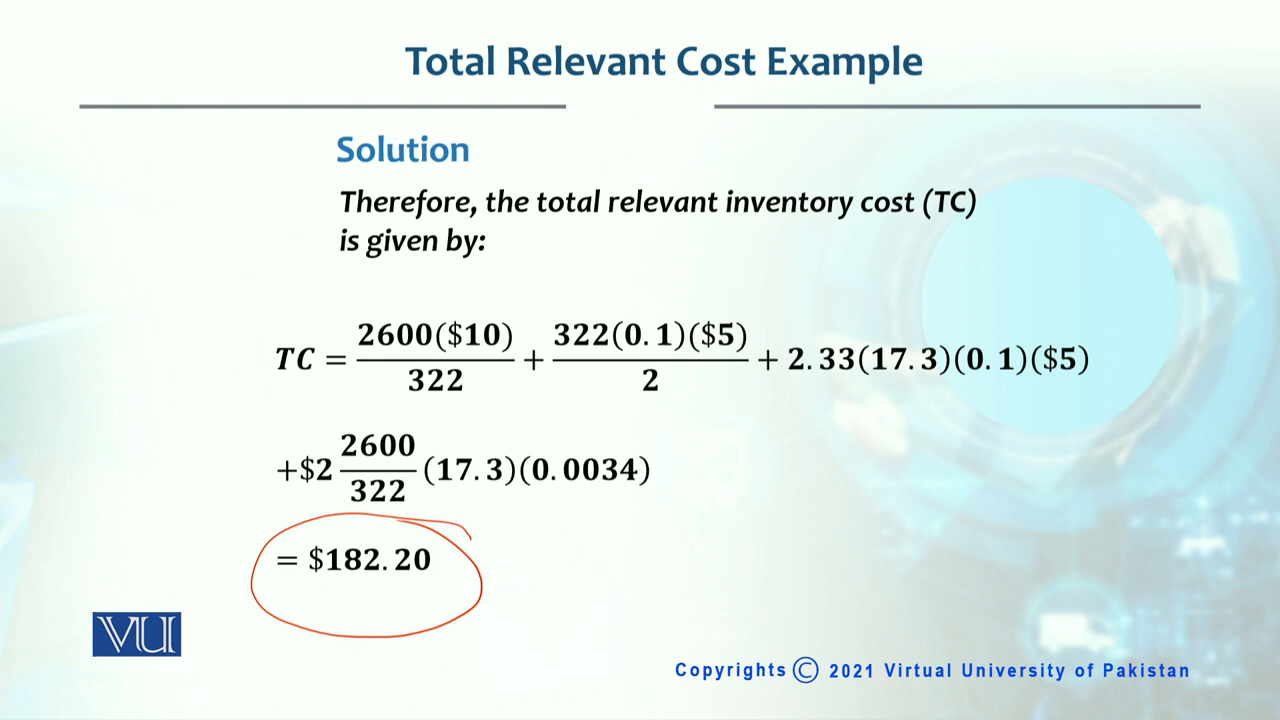 Total Relevant Cost Example
Solution
Therefore, the total relevant inventory cost (TC)
is given by:
TC = 2600($10)/322 + 322(0.1)($5)/2 + 2.33(17.3)(0.1)($5)
+$2 2600/322 (17.3)(0.0034)
= $182.20
VU
Copyrights © 2021 Virtual University of Pakistan